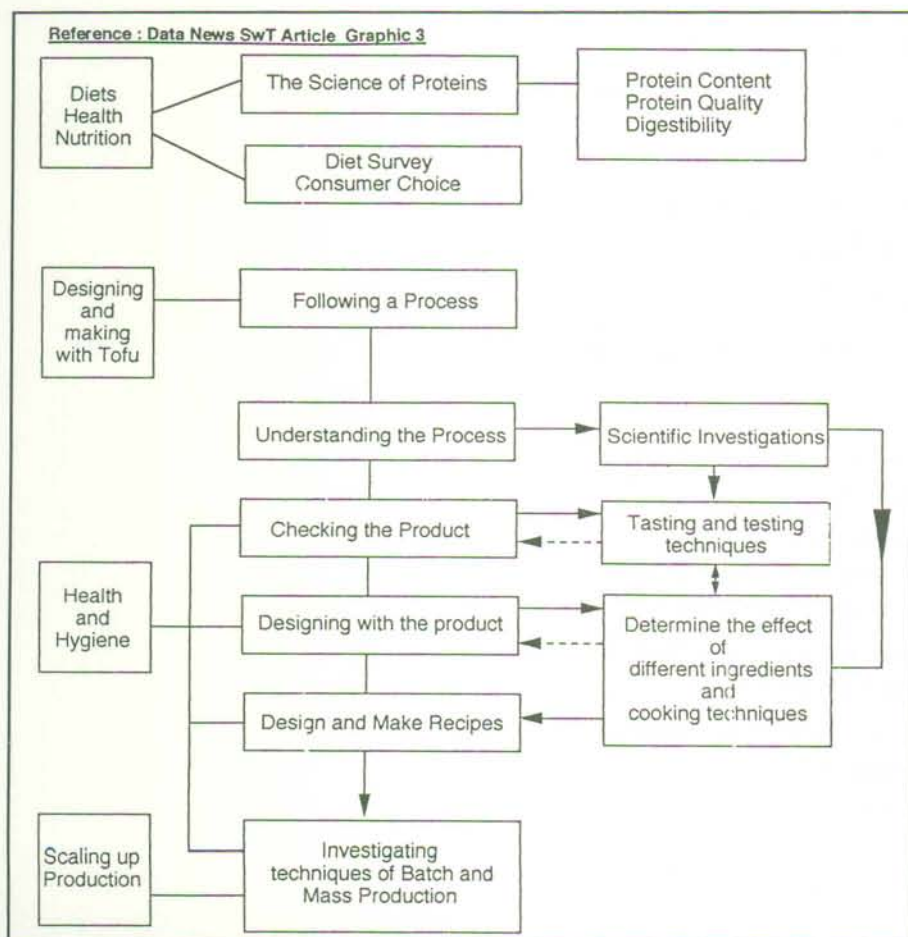 Reference : Data News SwT Article Graphic 3
Diets
Health
Nutrition
The Science of Proteins
Protein Content
Protein Quality
Digestibility
Diet Survey
Consumer Choice
Designing
and
making
with Tofu
Following a Process
Understanding the Process
Scientific Investigations
Checking the Product
Tasting and testing
techniques
Health
and
Hygiene
Designing with the product
Determine the effect
of
different ingredients
and
cooking techniques
Design and Make Recipes
Scaling up
Production
Investigating
techniques of Batch and
Mass Production